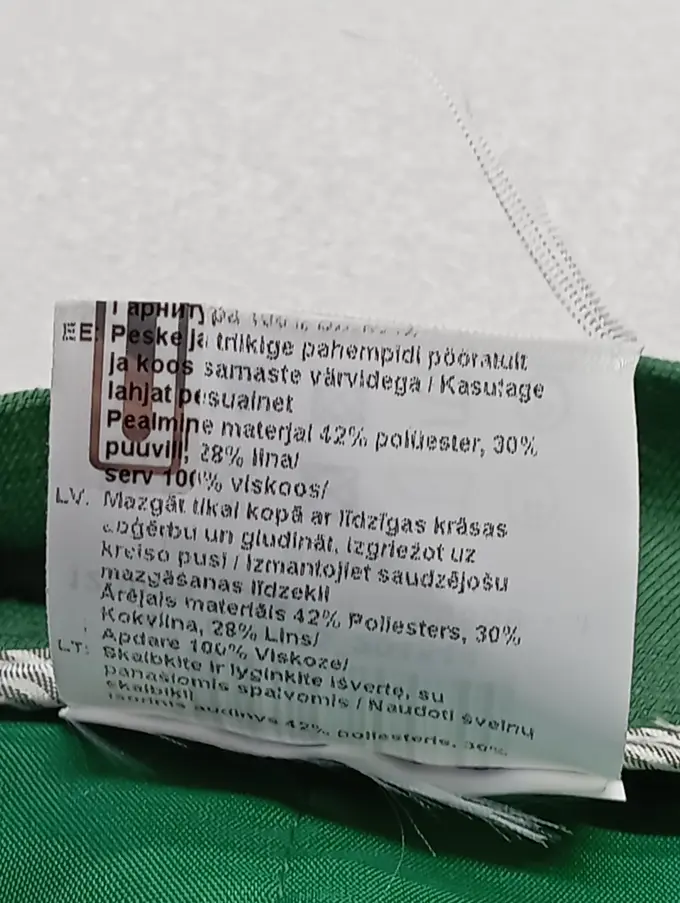 EE: Peske ja triikige pahempidi pööratult
ja koos samaste värvidega / Kasutage
lahjat pesuainet
Pealmine materjal 42% polüester, 30%
puuvill, 28% lina/
serv 100% viskoos/
LV: Mazgāt tikai kopā ar līdzīgas krāsas
apģērbu un gludināt, izgriežot uz
kreiso pusi / Izmantojiet saudzējošu
mazgāšanas līdzekli
Ārējais materiāls 42% Poliesters, 30%
Kokvilna, 28% Lins/
Apdare 100% Viskoze/
LT: Skalbkite ir lyginkite išvertę, su
panašiomis spalvomis / Naudoti švelnų
skalbiklį
42% poliesteris, 30%